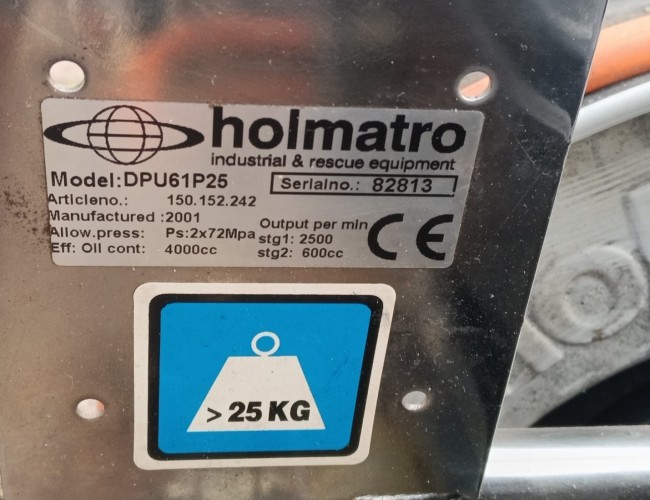 holmatro
industrial & rescue equipment
Model:DPU61P25
Serialno.: 82813
Articleno.: 150.152.242
Manufactured :2001
Allow.press: Ps:2x72Mpa
Eff: Oil cont: 4000cc
Output per min
stg1: 2500
stg2: 600cc
CE
> 25 KG